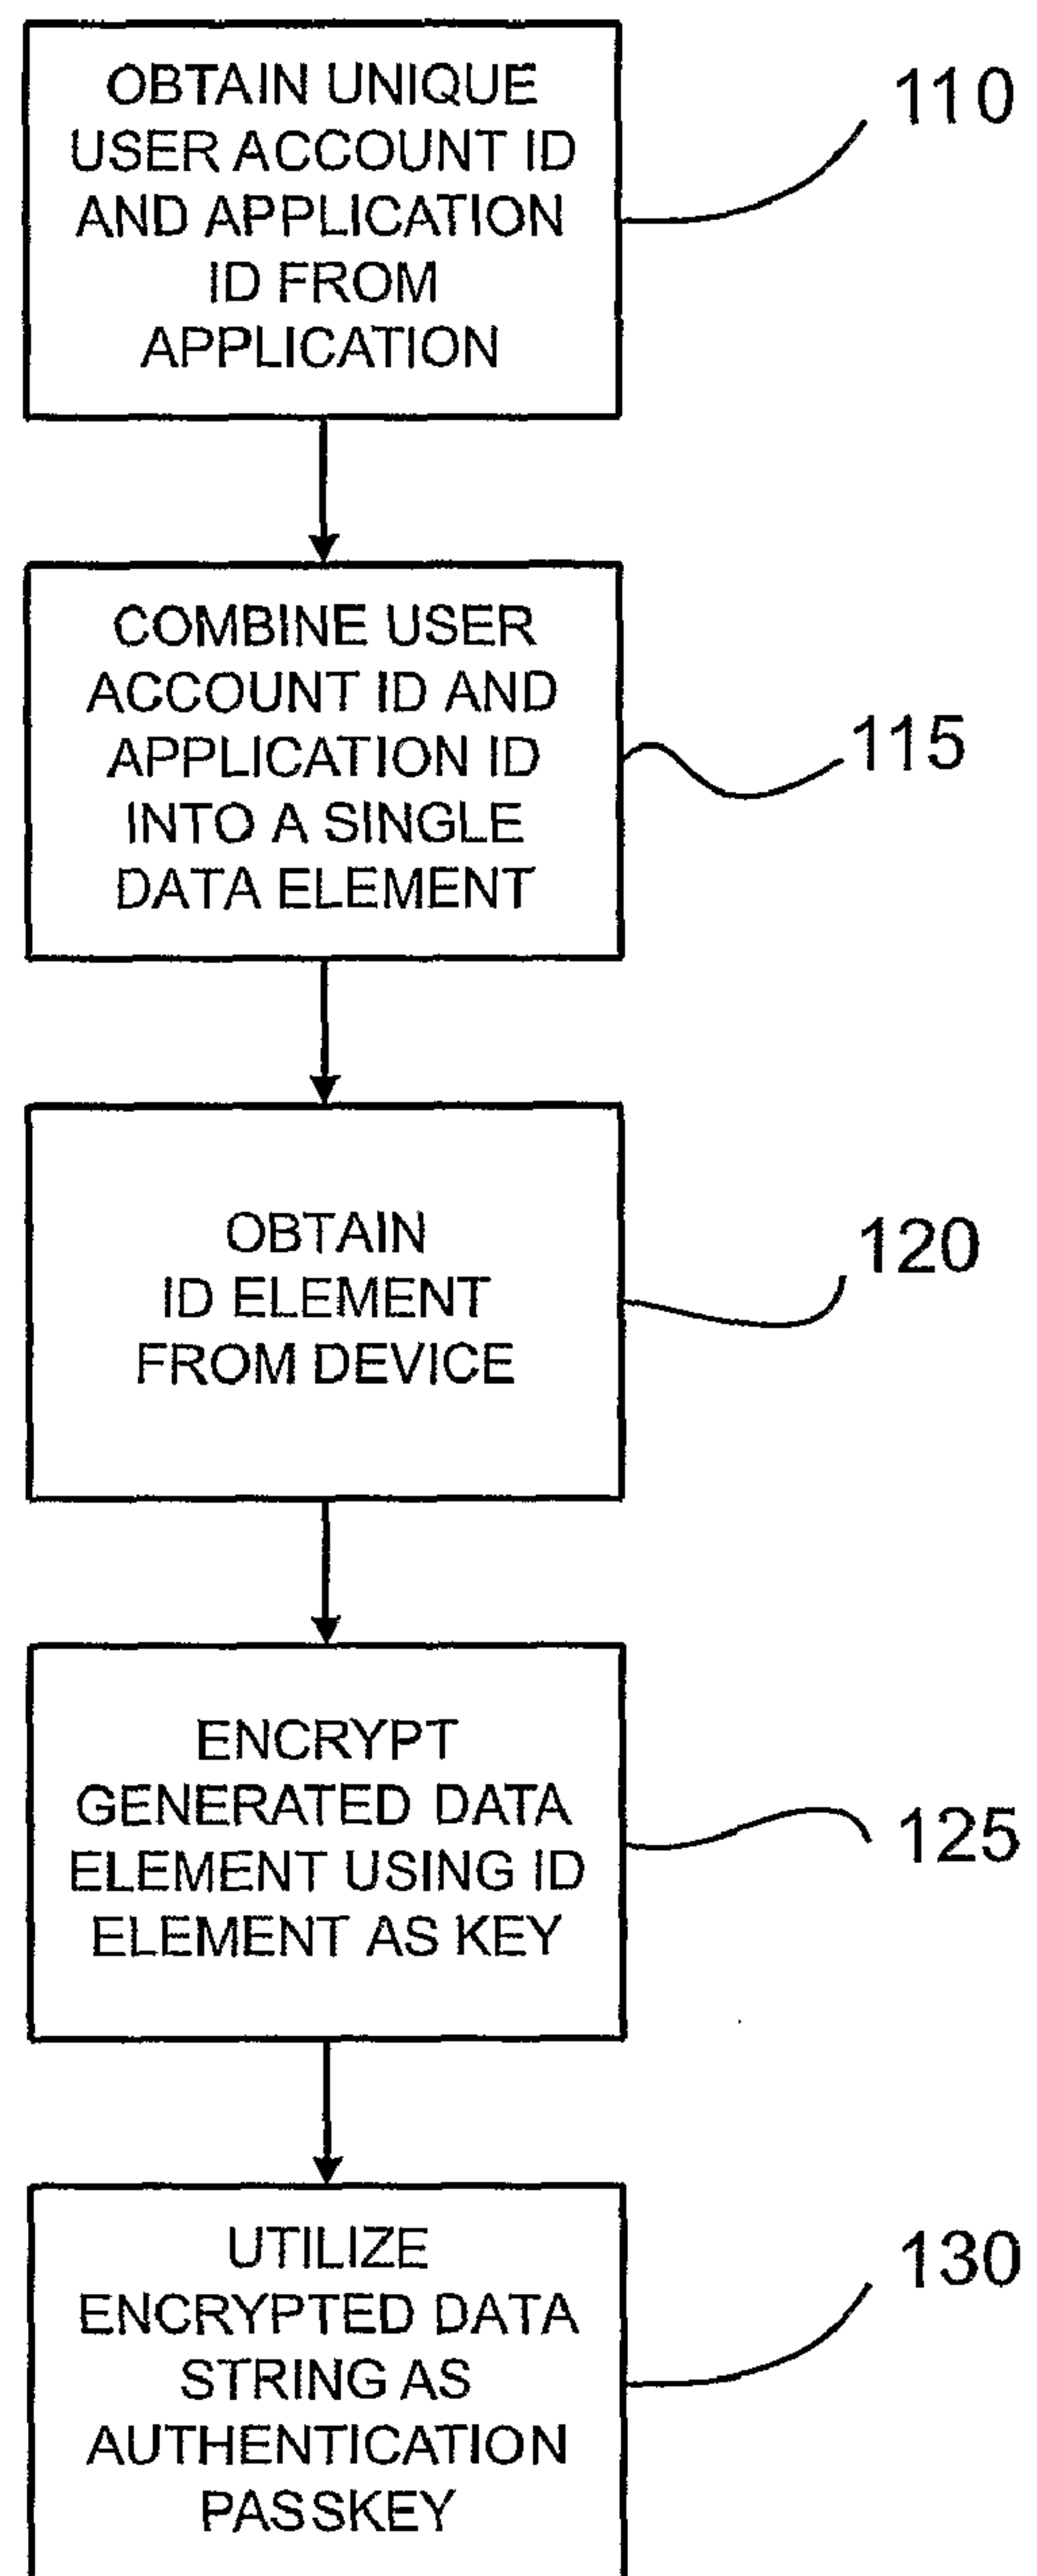 OBTAIN UNIQUE
USER ACCOUNT ID
AND APPLICATION
ID FROM
APPLICATION
110
COMBINE USER
ACCOUNT ID AND
APPLICATION ID
INTO A SINGLE
DATA ELEMENT
115
OBTAIN
ID ELEMENT
FROM DEVICE
120
ENCRYPT
GENERATED DATA
ELEMENT USING ID
ELEMENT AS KEY
125
UTILIZE
ENCRYPTED DATA
STRING AS
AUTHENTICATION
PASSKEY
130